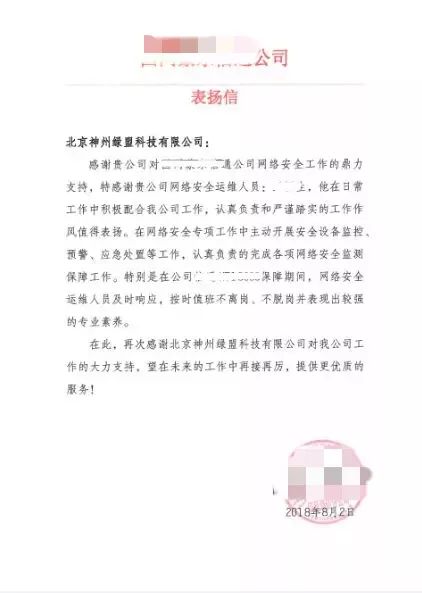 公司
表扬信
北京神州绿盟科技有限公司：
感谢贵公司对 通公司网络安全工作的鼎力
支持，特感谢贵公司网络安全运维人员： 他在日常
工作中积极配合我公司工作，认真负责和严谨踏实的工作作
风值得表扬。在网络安全专项工作中主动开展安全设备监控、
预警、应急处置等工作，认真负责的完成各项网络安全监测
保障工作。特别是在公司 保障期间，网络安全
运维人员及时响应，按时值班不离岗、不脱岗并表现出较强
的专业素养。
在此，再次感谢北京神州绿盟科技有限公司对我公司工
作的大力支持，望在未来的工作中再接再厉，提供更优质的
服务！
2018年8月2日